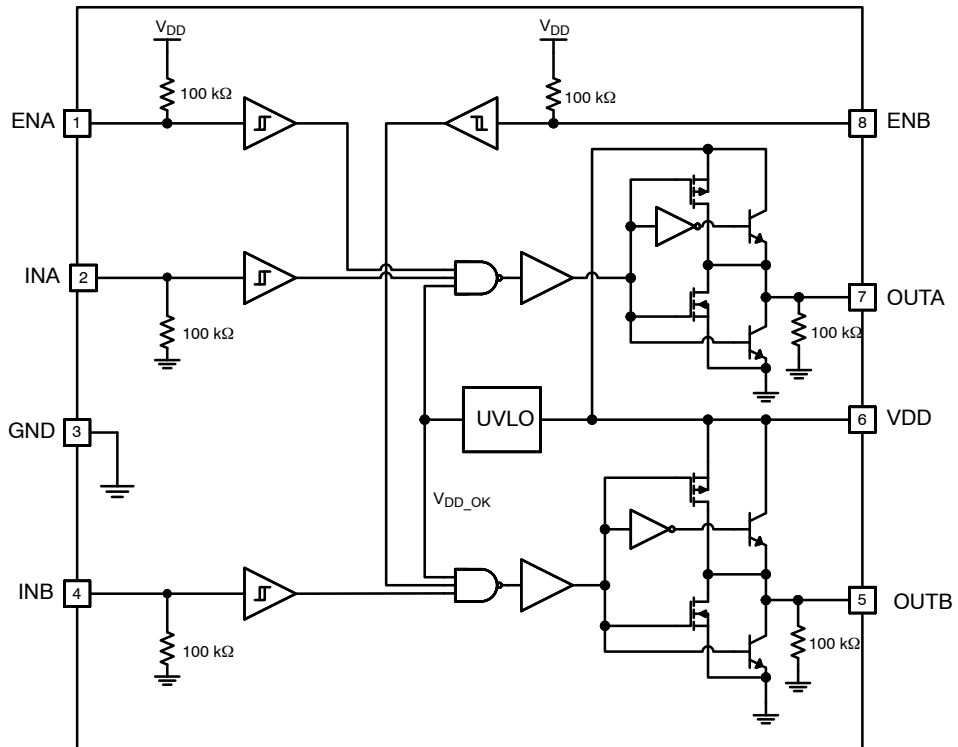 VDD
VDD
100 kΩ
100 kΩ
ENA
1
8
ENB
INA
2
7
OUTA
100 kΩ
100 kΩ
GND
3
UVLO
6
VDD
VDD_OK
INB
4
5
OUTB
100 kΩ
100 kΩ